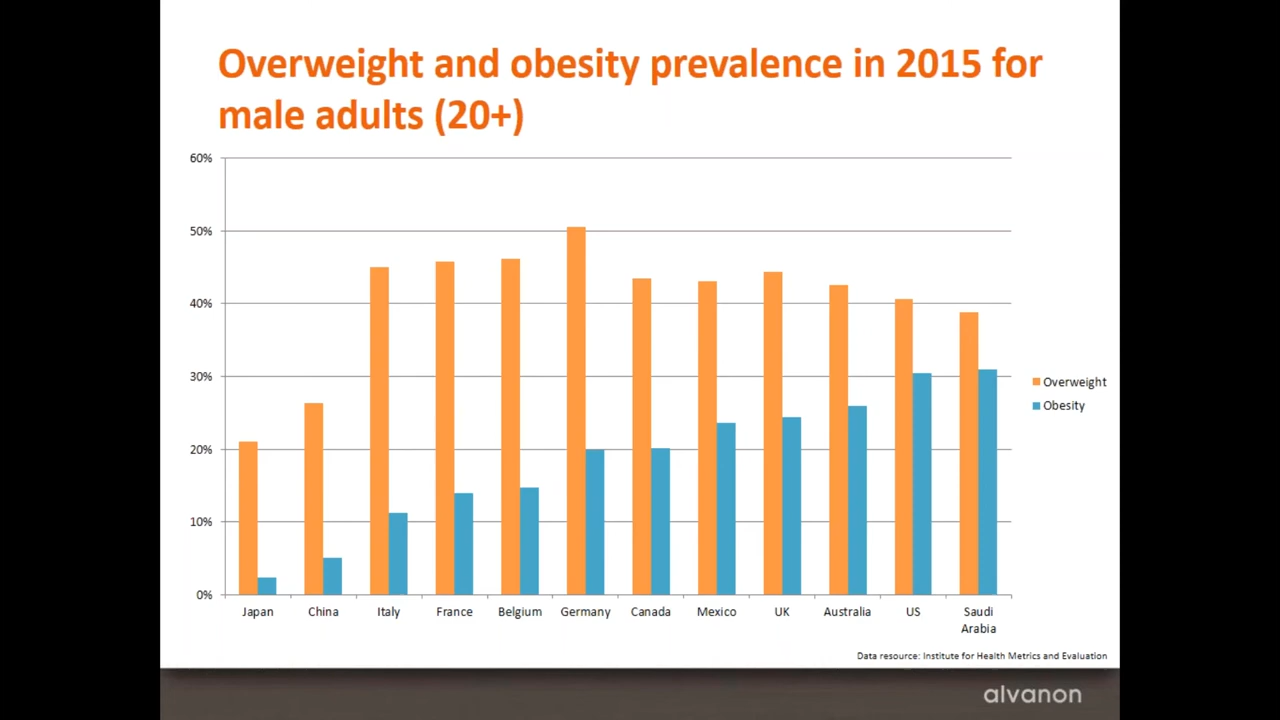 Overweight and obesity prevalence in 2015 for
male adults (20+)
60%
50%
40%
30%
20%
10%
0%
Japan
China
Italy
France
Belgium
Germany
Canada
Mexico
UK
Australia
US
Saudi
Arabia
Overweight
Obesity
Data resource: Institute for Health Metrics and Evaluation
alvanon